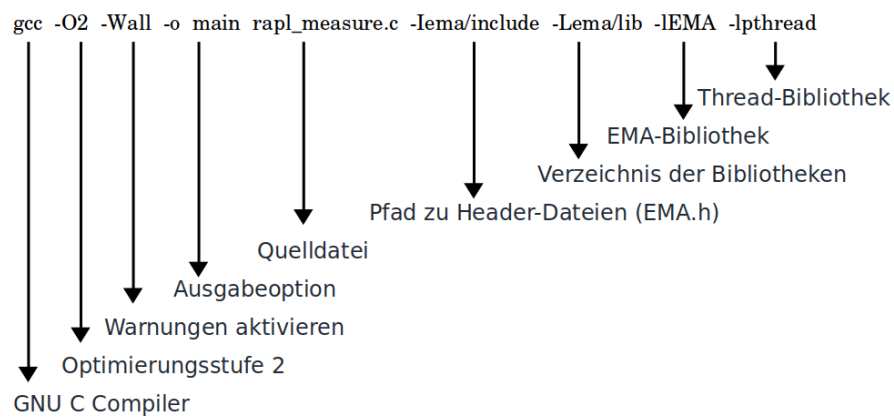 gcc -O2 -Wall -o main rapl_measure.c -Iema/include -Lema/lib -lEMA -lpthread
Thread-Bibliothek
EMA-Bibliothek
Verzeichnis der Bibliotheken
Pfad zu Header-Dateien (EMA.h)
Quelldatei
Ausgabeoption
Warnungen aktivieren
Optimierungsstufe 2
GNU C Compiler